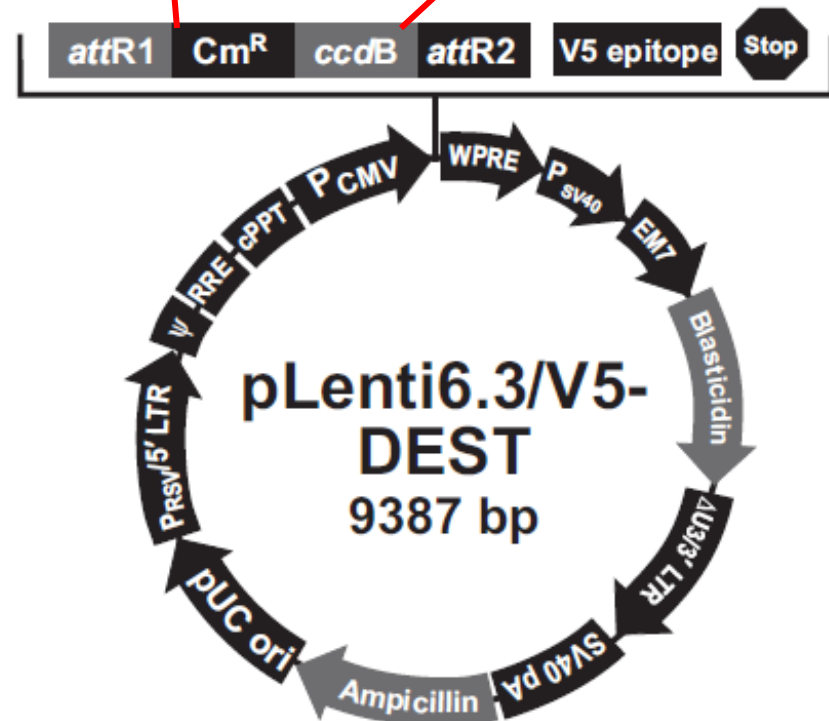 attR1 CmR ccdB attR2 V5 epitope Stop
PCMV
WPRE
PSV40
EM7
Blasticidin
ΔU3/3' LTR
SV40 pA
Ampicillin
pUC ori
PRSV/5' LTR
ψ
RRE
cPPT
pLenti6.3/V5-
DEST
9387 bp